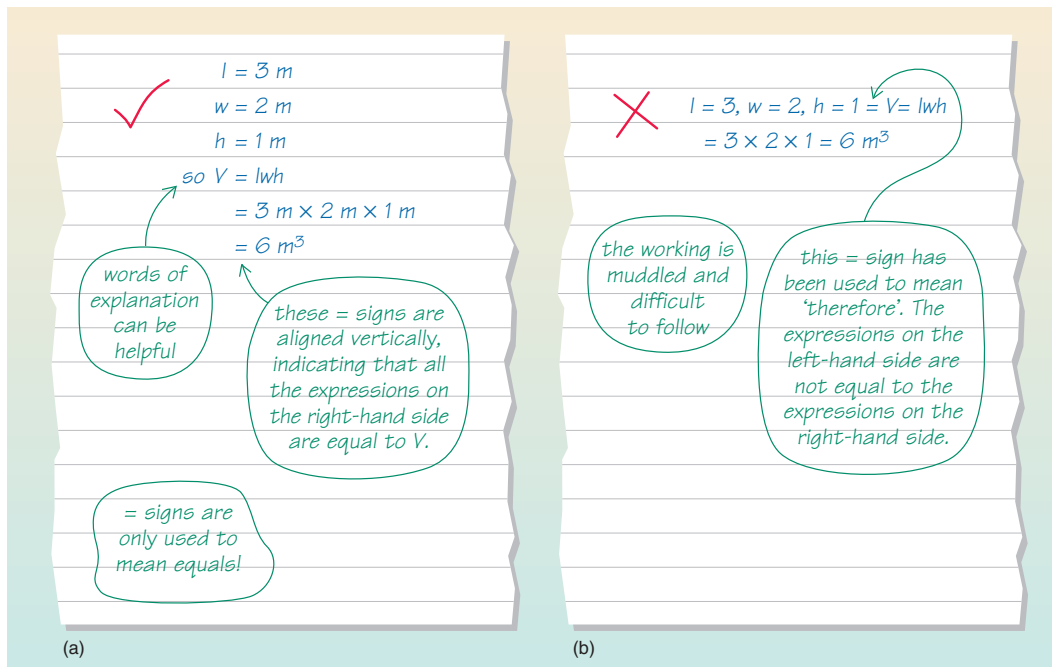 l = 3 m
w = 2 m
h = 1 m
so V = lwh
= 3 m × 2 m × 1 m
= 6 m³
words of
explanation
can be
helpful
these = signs are
aligned vertically,
indicating that all
the expressions on
the right-hand side
are equal to V.
= signs are
only used to
mean equals!
(a)
l = 3, w = 2, h = 1 = V= lwh
= 3 × 2 × 1 = 6 m³
the working is
muddled and
difficult
to follow
this = sign has
been used to mean
‘therefore’. The
expressions on the
left-hand side are
not equal to the
expressions on the
right-hand side.
(b)